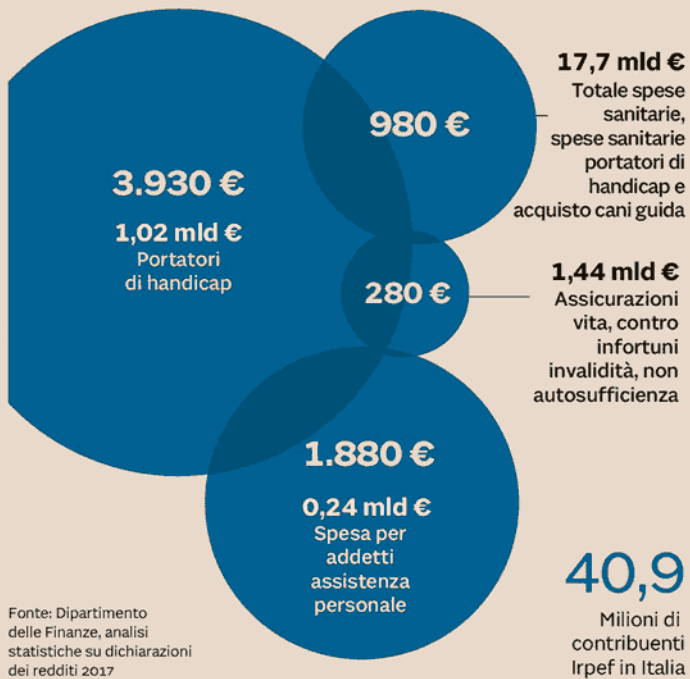 3.930 €
1,02 mld €
Portatori
di handicap
980 €
17,7 mld €
Totale spese
sanitarie,
spese sanitarie
portatori di
handicap e
acquisto cani guida
280 €
1,44 mld €
Assicurazioni
vita, contro
infortuni
invalidità, non
autosufficienza
1.880 €
0,24 mld €
Spesa per
addetti
assistenza
personale
40,9
Milioni di
contribuenti
Irpef in Italia
Fonte: Dipartimento
delle Finanze, analisi
statistiche su dichiarazioni
dei redditi 2017